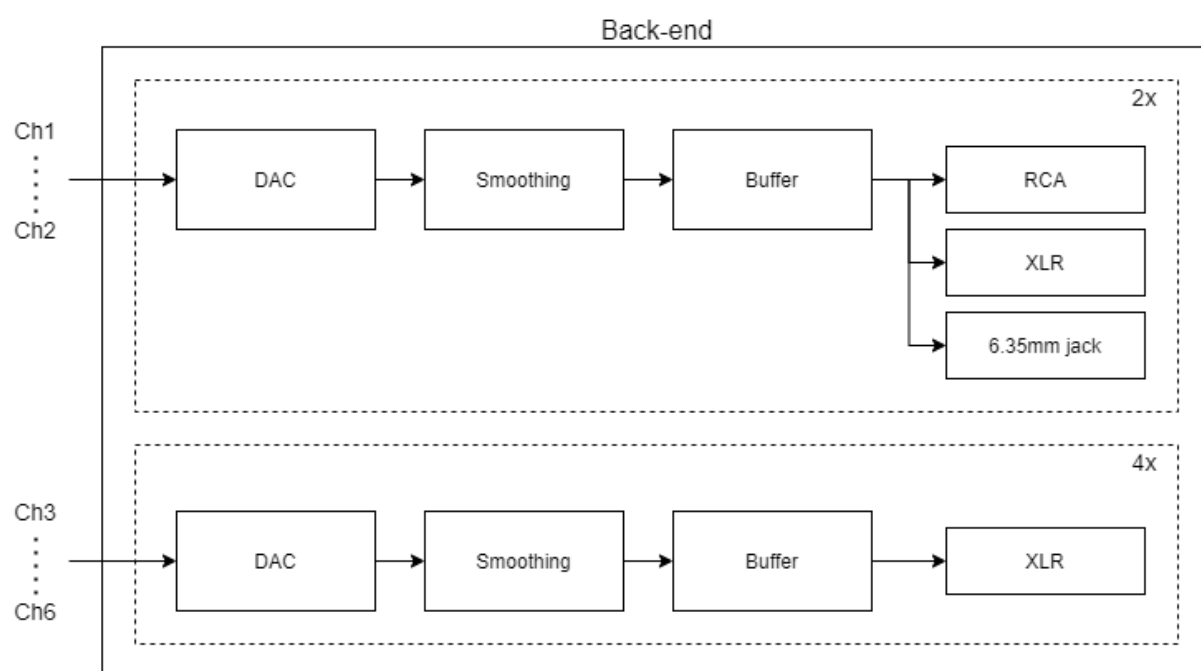 Back-end
2x
Ch1
Ch2
DAC
Smoothing
Buffer
RCA
XLR
6.35mm jack
4x
Ch3
Ch6
DAC
Smoothing
Buffer
XLR